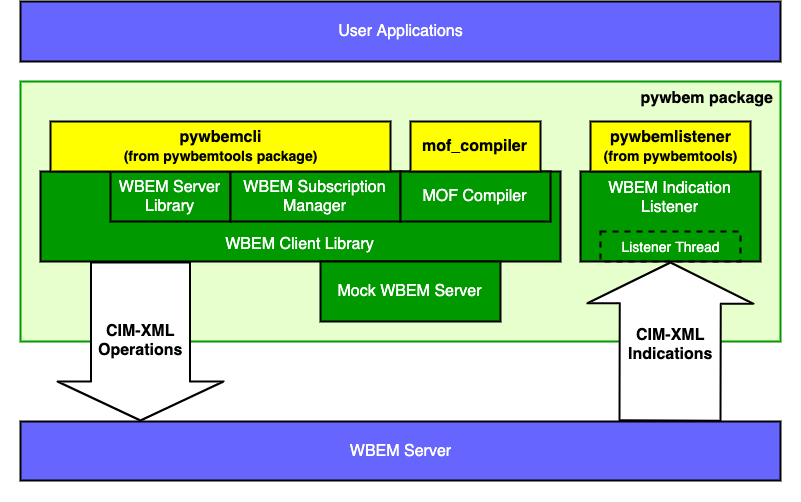 User Applications
pywbem package
pywbemcli
(from pywbemtools package)
mof_compiler
pywbemlistener
(from pywbemtools)
WBEM Server
Library
WBEM Subscription
Manager
MOF Compiler
WBEM Indication
Listener
WBEM Client Library
Listener Thread
Mock WBEM Server
CIM-XML
Operations
CIM-XML
Indications
WBEM Server